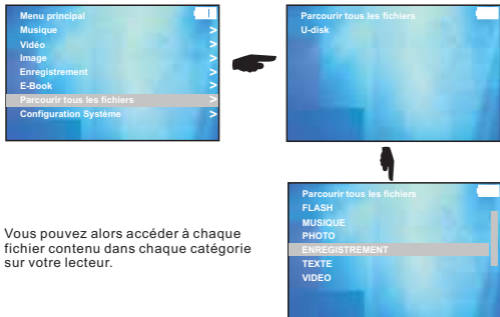 Menu principal
Musique >
Vidéo >
Image >
Enregistrement >
E-Book >
Parcourir tous les fichiers >
Configuration Système >
Parcourir tous les fichiers
U-disk
Parcourir tous les fichiers
FLASH
MUSIQUE
PHOTO
ENREGISTREMENT
TEXTE
VIDEO
Vous pouvez alors accéder à chaque
fichier contenu dans chaque catégorie
sur votre lecteur.